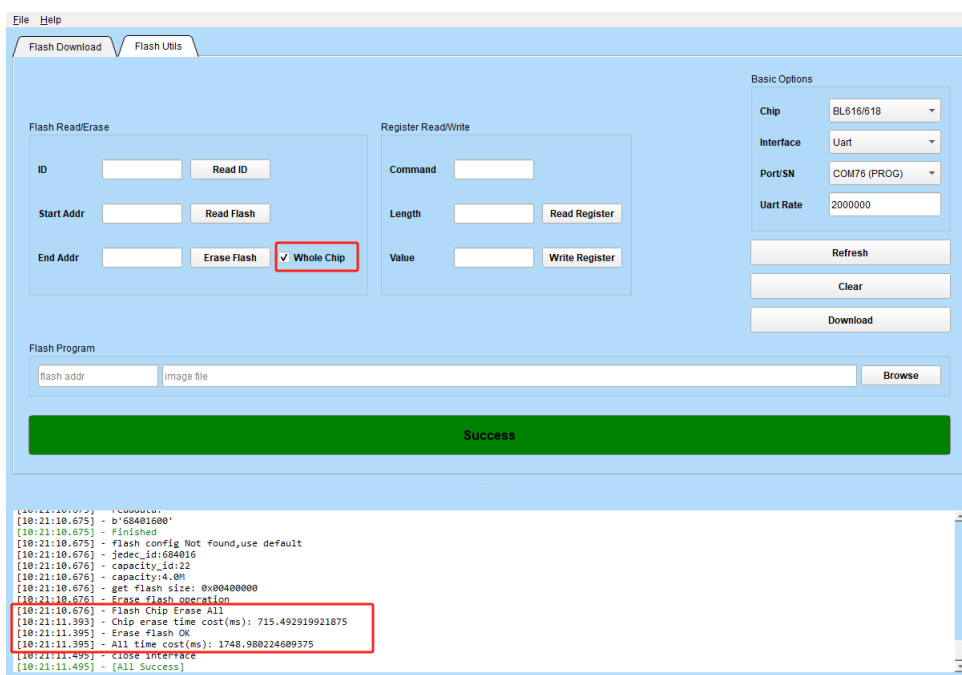 File Help
Flash Download Flash Utils
Basic Options
Chip BL616/618
Flash Read/Erase Register Read/Write
Interface Uart
ID Read ID Command
Port/SN COM76 (PROG)
Start Addr Read Flash Length Read Register
Uart Rate 2000000
End Addr Erase Flash Whole Chip Value Write Register
Refresh
Clear
Download
Flash Program
flash addr image file Browse
Success
[10:21:10.675] - readdata:
[10:21:10.675] - b'68401600'
[10:21:10.675] - Finished
[10:21:10.675] - flash config Not found,use default
[10:21:10.676] - jedec_id:684016
[10:21:10.676] - capacity_id:22
[10:21:10.676] - capacity:4.0M
[10:21:10.676] - get flash size: 0x00400000
[10:21:10.676] - Erase flash operation
[10:21:10.676] - Flash Chip Erase All
[10:21:11.393] - Chip erase time cost(ms): 715.492919921875
[10:21:11.395] - Erase flash OK
[10:21:11.395] - All time cost(ms): 1748.980224609375
[10:21:11.495] - close interface
[10:21:11.495] - [All Success]